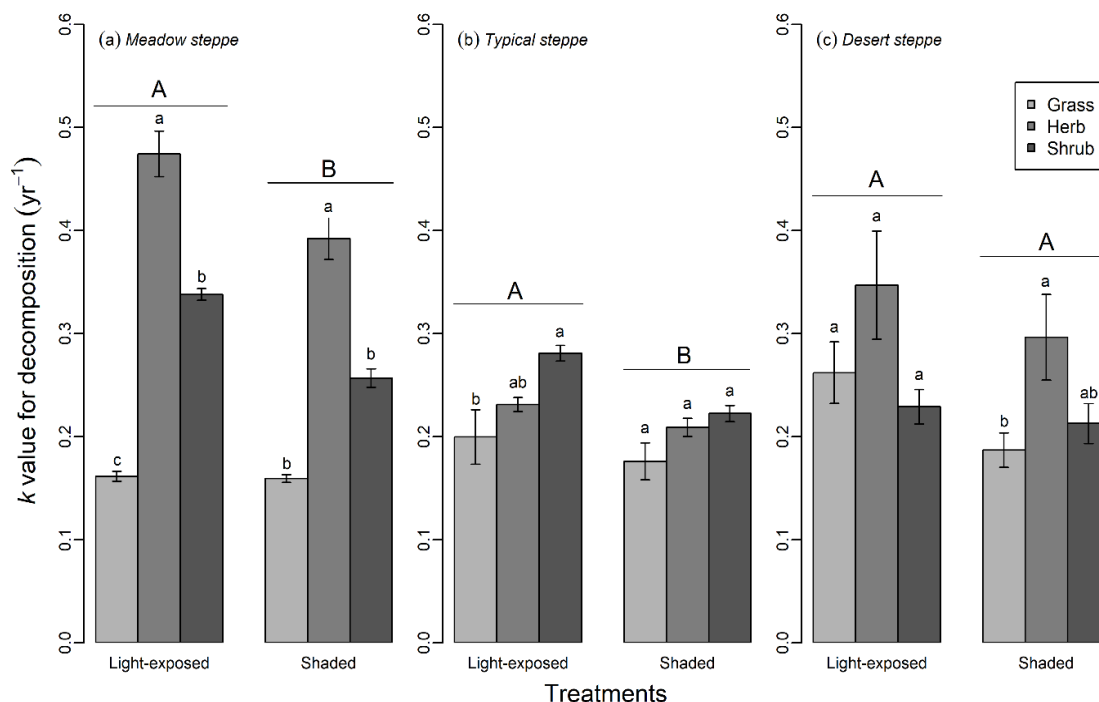 k value for decomposition (yr⁻¹)
(a) Meadow steppe
0.0 0.1 0.2 0.3 0.4 0.5 0.6
A
a
b
c
B
a
b
b
Light-exposed Shaded
(b) Typical steppe
0.0 0.1 0.2 0.3 0.4 0.5 0.6
A
b ab a
B
a a a
Light-exposed Shaded
(c) Desert steppe
0.0 0.1 0.2 0.3 0.4 0.5 0.6
Grass
Herb
Shrub
A
a a a
A
b a ab
Light-exposed Shaded
Treatments